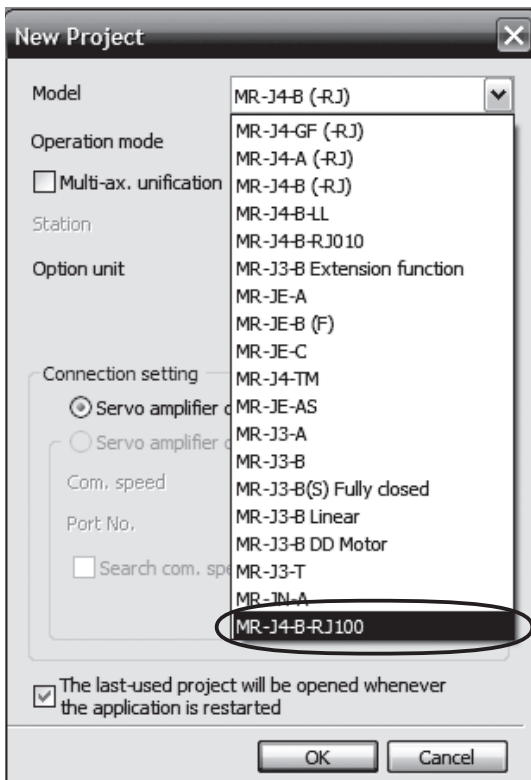 New Project
Model
MR-J4-B (-RJ)
Operation mode
Multi-ax. unification
Station
Option unit
MR-J4-GF (-RJ)
MR-J4-A (-RJ)
MR-J4-B (-RJ)
MR-J4-B-LL
MR-J4-B-RJ010
MR-J3-B Extension function
MR-JE-A
MR-JE-B (F)
MR-JE-C
MR-J4-TM
MR-JE-AS
MR-J3-A
MR-J3-B
MR-J3-B(S) Fully closed
MR-J3-B Linear
MR-J3-B DD Motor
MR-J3-T
MR-JN-A
MR-J4-B-RJ100
Connection setting
Servo amplifier
Servo amplifier
Com. speed
Port No.
Search com.
The last-used project will be opened whenever
the application is restarted
OK
Cancel